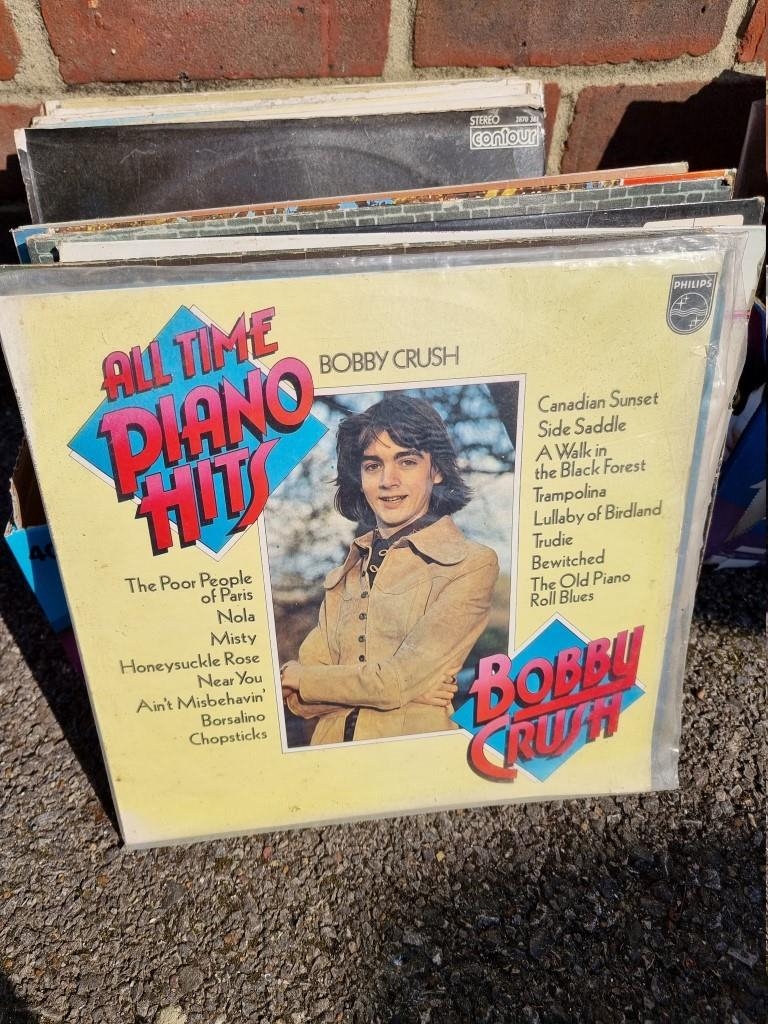 STEREO 2870 361
contour
PHILIPS
ALL TIME
PIANO
HITS
BOBBY CRUSH
Canadian Sunset
Side Saddle
A Walk in
the Black Forest
Trampolina
Lullaby of Birdland
Trudie
Bewitched
The Old Piano
Roll Blues
The Poor People
of Paris
Nola
Misty
Honeysuckle Rose
Near You
Ain't Misbehavin'
Borsalino
Chopsticks
BOBBY
CRUSH